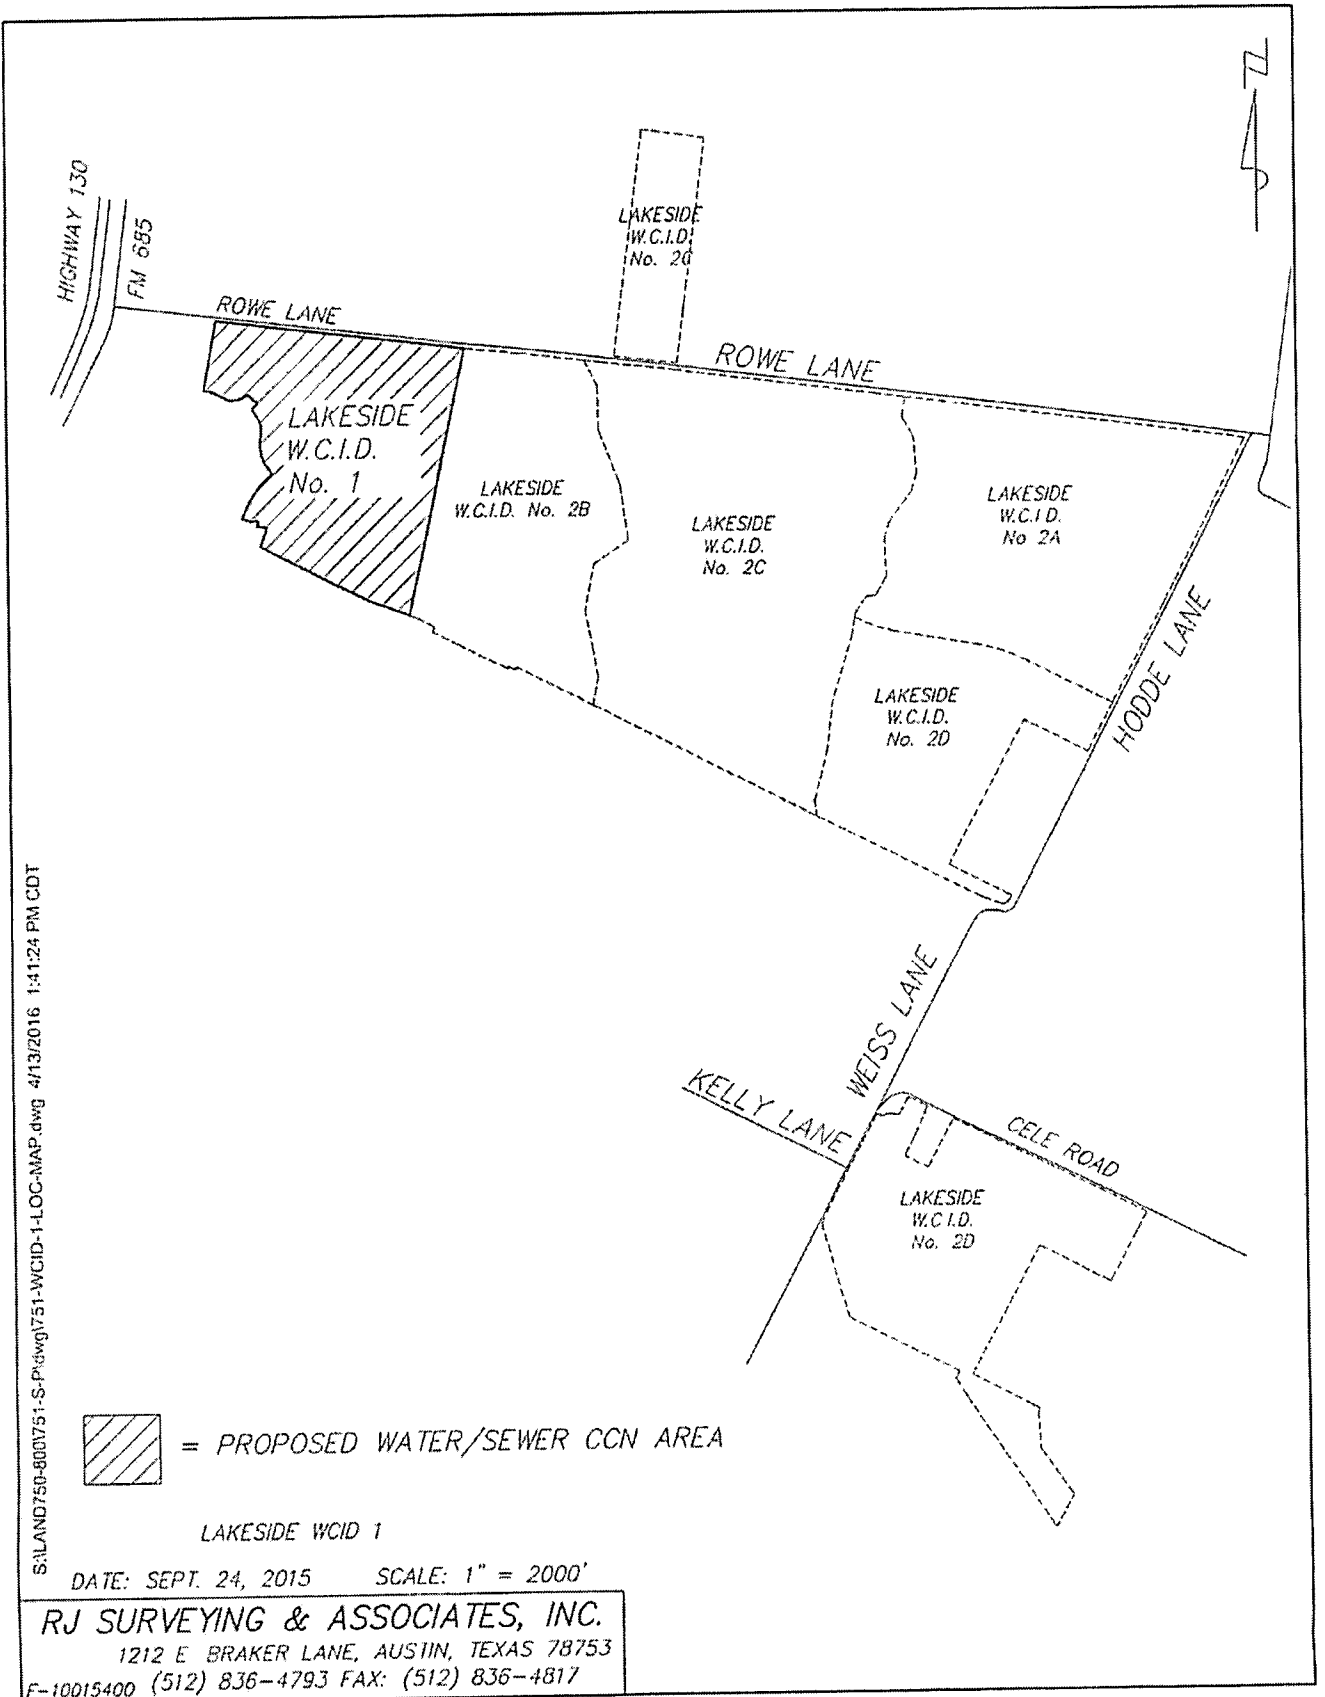 HIGHWAY 130
FM 685
LAKESIDE
W.C.I.D.
No. 2C
ROWE LANE
ROWE LANE
LAKESIDE
W.C.I.D.
No. 1
LAKESIDE
W.C.I.D. No. 2B
LAKESIDE
W.C.I.D.
No. 2C
LAKESIDE
W.C.I D.
No 2A
HODDE LANE
LAKESIDE
W.C.I.D.
No. 2D
WEISS LANE
KELLY LANE
CELE ROAD
LAKESIDE
W.C I.D.
No. 2D
S:\LAND750-800\751-S-P\dwg\751-WCID-1-LOC-MAP.dwg 4/13/2016 1:41:24 PM CDT
= PROPOSED WATER/SEWER CCN AREA
LAKESIDE WCID 1
DATE: SEPT. 24, 2015 SCALE: 1" = 2000'
RJ SURVEYING & ASSOCIATES, INC.
1212 E BRAKER LANE, AUSTIN, TEXAS 78753
F-10015400 (512) 836-4793 FAX: (512) 836-4817